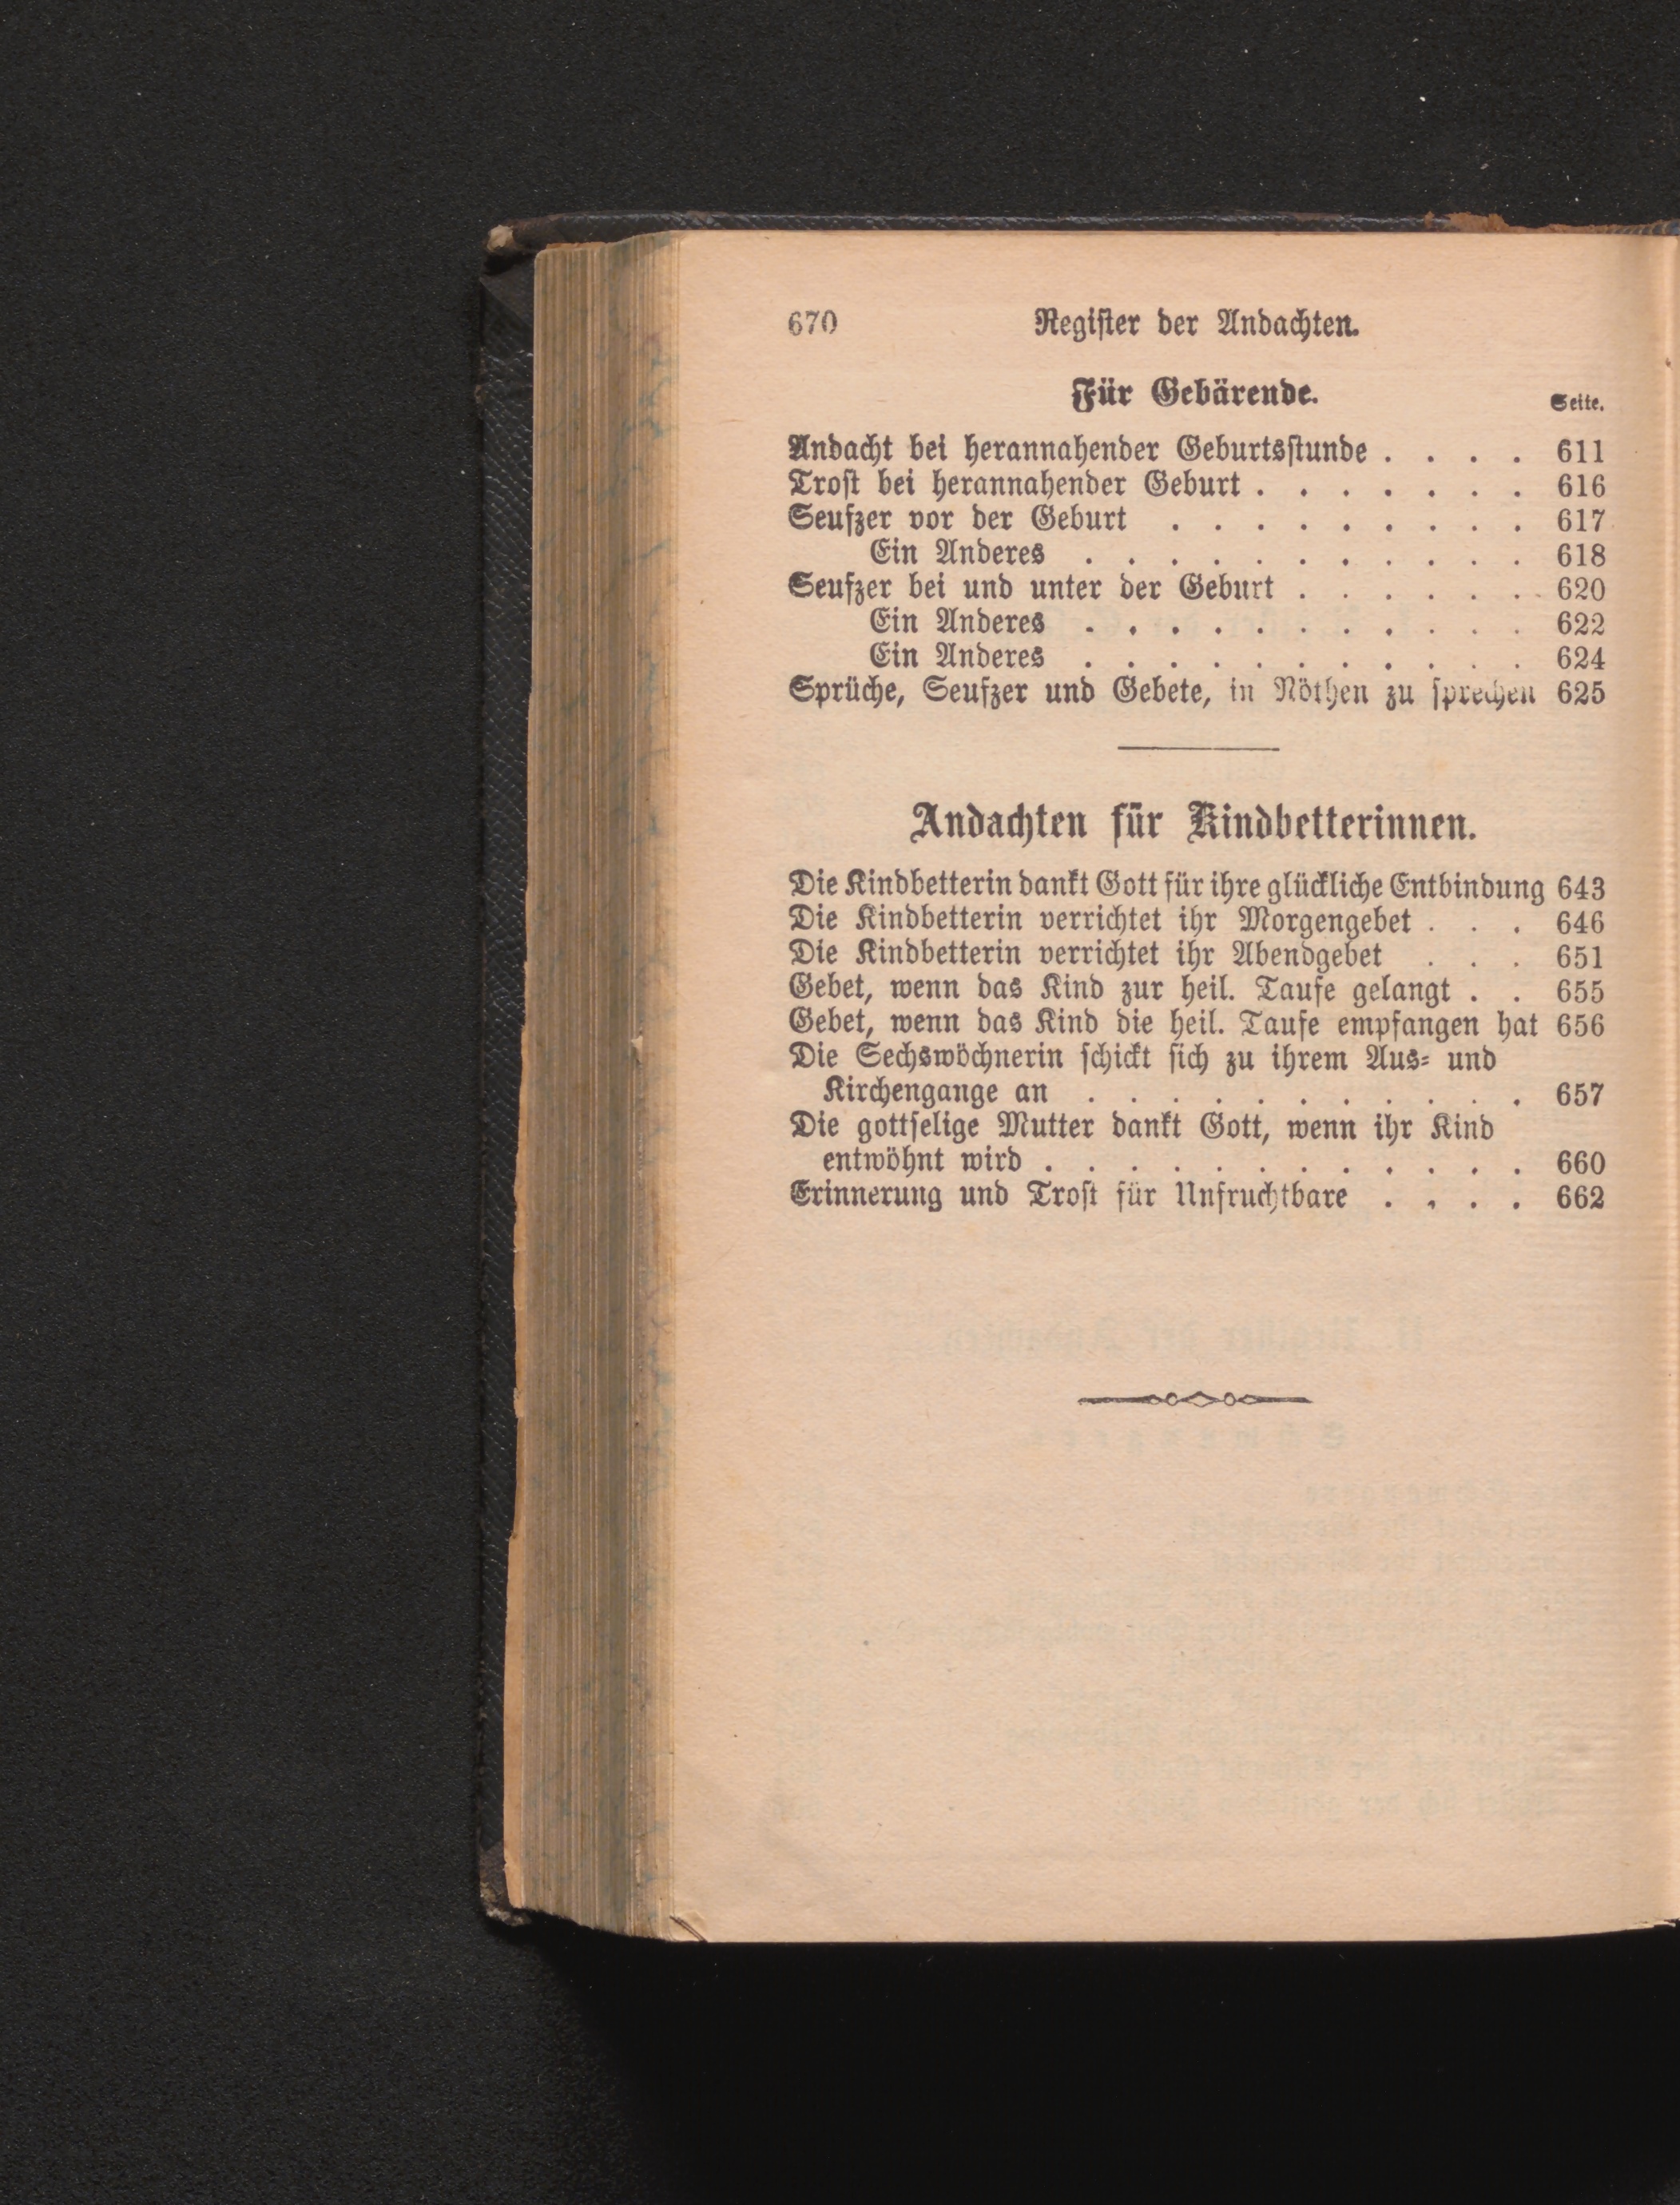 670 Regiſter der Andachten.
Für Gebärende.
Seite.
Andacht bei herannahender Geburtsſtunde . . . . 611
Troſt bei herannahender Geburt . . . . . . . 616
Seufzer vor der Geburt . . . . . . . . . 617
Ein Anderes . . . . . . . . . . . 618
Seufzer bei und unter der Geburt . . . . . . 620
Ein Anderes . . . . . . . . . . . 622
Ein Anderes . . . . . . . . . . . 624
Sprüche, Seufzer und Gebete, in Nöthen zu ſprechen 625
Andachten für Kindbetterinnen.
Die Kindbetterin dankt Gott für ihre glückliche Entbindung 643
Die Kindbetterin verrichtet ihr Morgengebet . . . 646
Die Kindbetterin verrichtet ihr Abendgebet . . . 651
Gebet, wenn das Kind zur heil. Taufe gelangt . . 655
Gebet, wenn das Kind die heil. Taufe empfangen hat 656
Die Sechswöchnerin ſchickt ſich zu ihrem Aus- und
Kirchengange an . . . . . . . . . . . 657
Die gottſelige Mutter dankt Gott, wenn ihr Kind
entwöhnt wird . . . . . . . . . . . . 660
Erinnerung und Troſt für Unfruchtbare . . . . 662